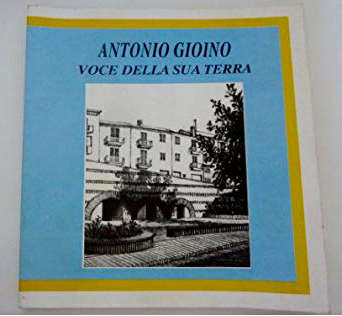 ANTONIO GIOINO
VOCE DELLA SUA TERRA